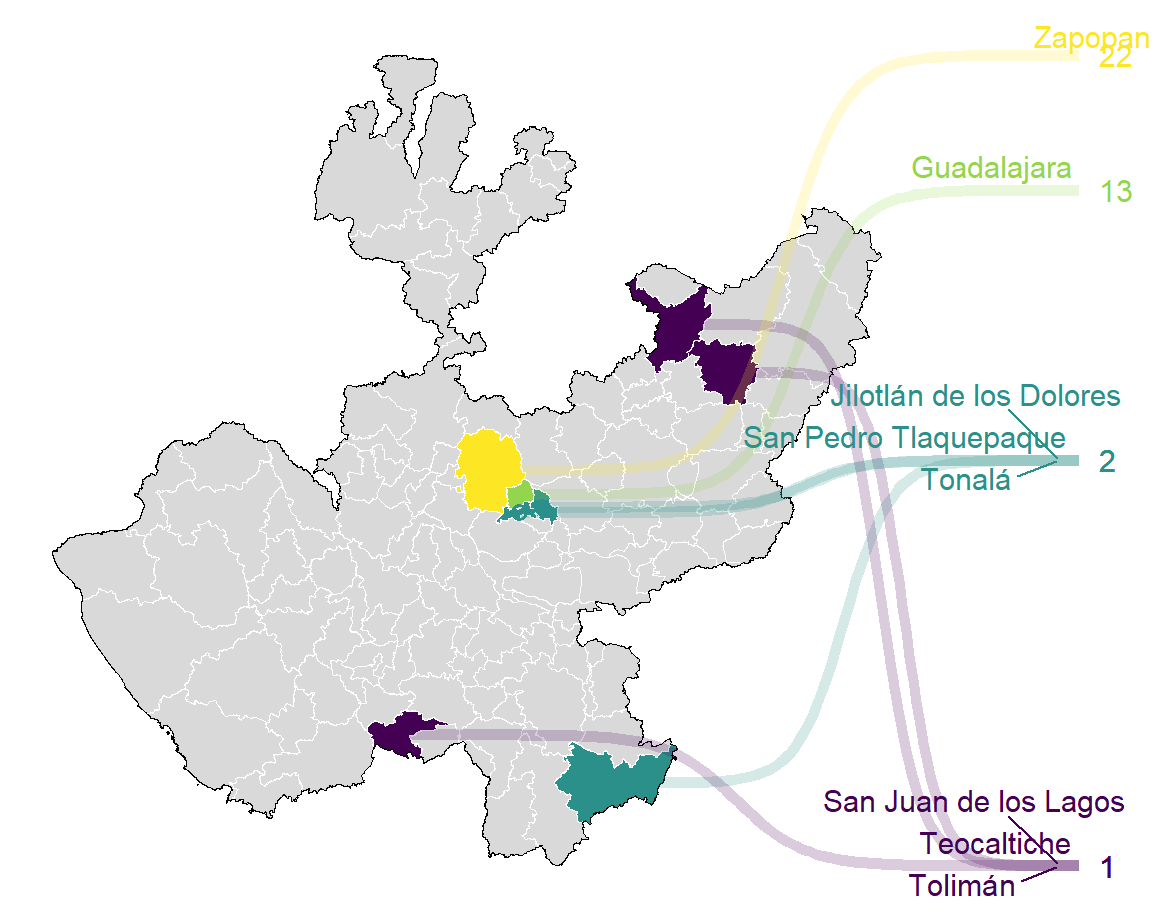 Zapopan
22
Guadalajara
13
Jilotlán de los Dolores
San Pedro Tlaquepaque
2
Tonalá
San Juan de los Lagos
Teocaltiche
1
Tolimán